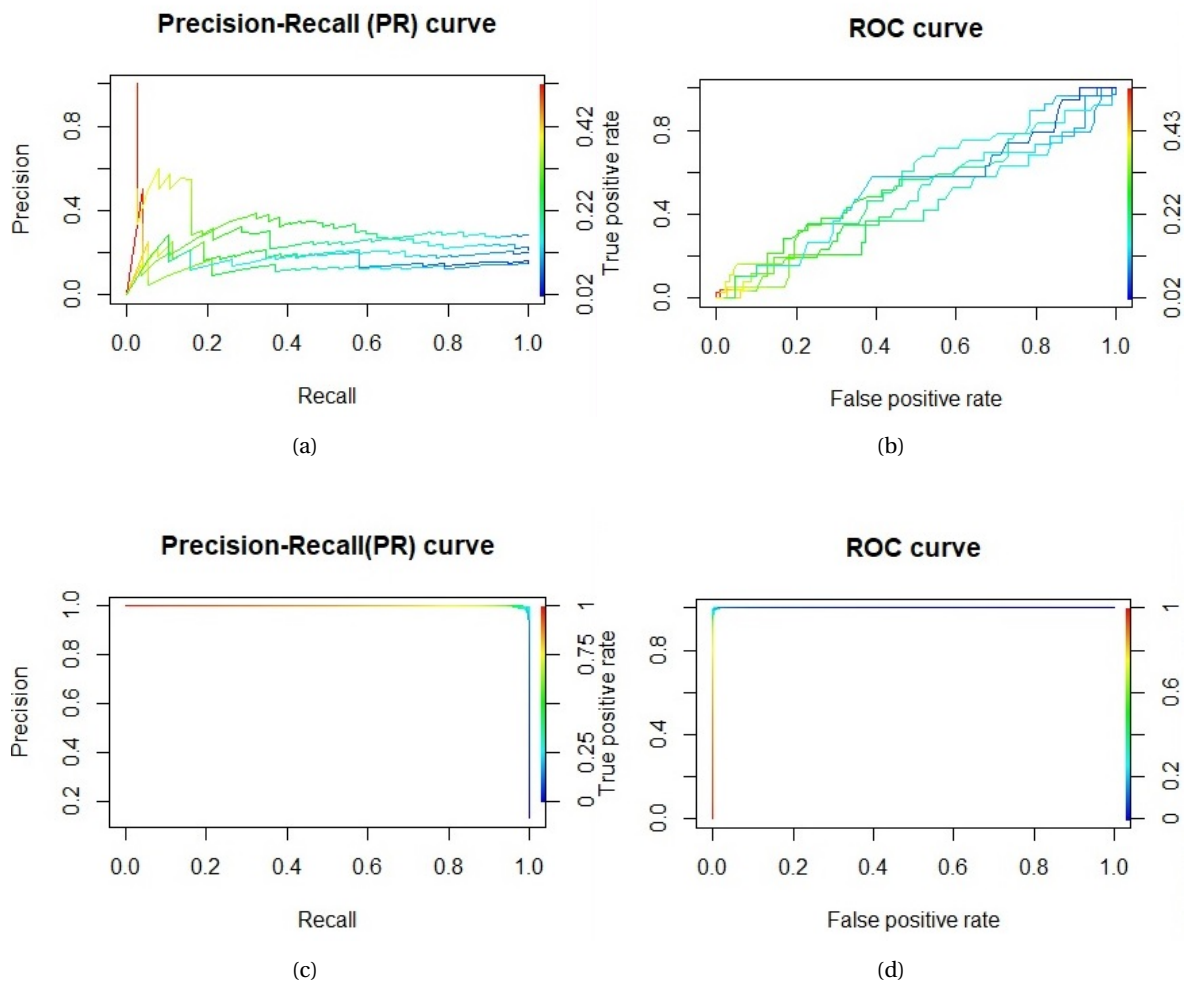 Precision-Recall (PR) curve
Precision
0.0 0.4 0.8
0.0 0.2 0.4 0.6 0.8 1.0
Recall
0.02 0.22 0.42
(a)
ROC curve
True positive rate
0.0 0.4 0.8
0.0 0.2 0.4 0.6 0.8 1.0
False positive rate
0.02 0.22 0.43
(b)
Precision-Recall(PR) curve
Precision
0.2 0.4 0.6 0.8 1.0
0.0 0.2 0.4 0.6 0.8 1.0
Recall
0 0.25 0.75 1
(c)
ROC curve
True positive rate
0.0 0.4 0.8
0.0 0.2 0.4 0.6 0.8 1.0
False positive rate
0 0.2 0.6 1
(d)